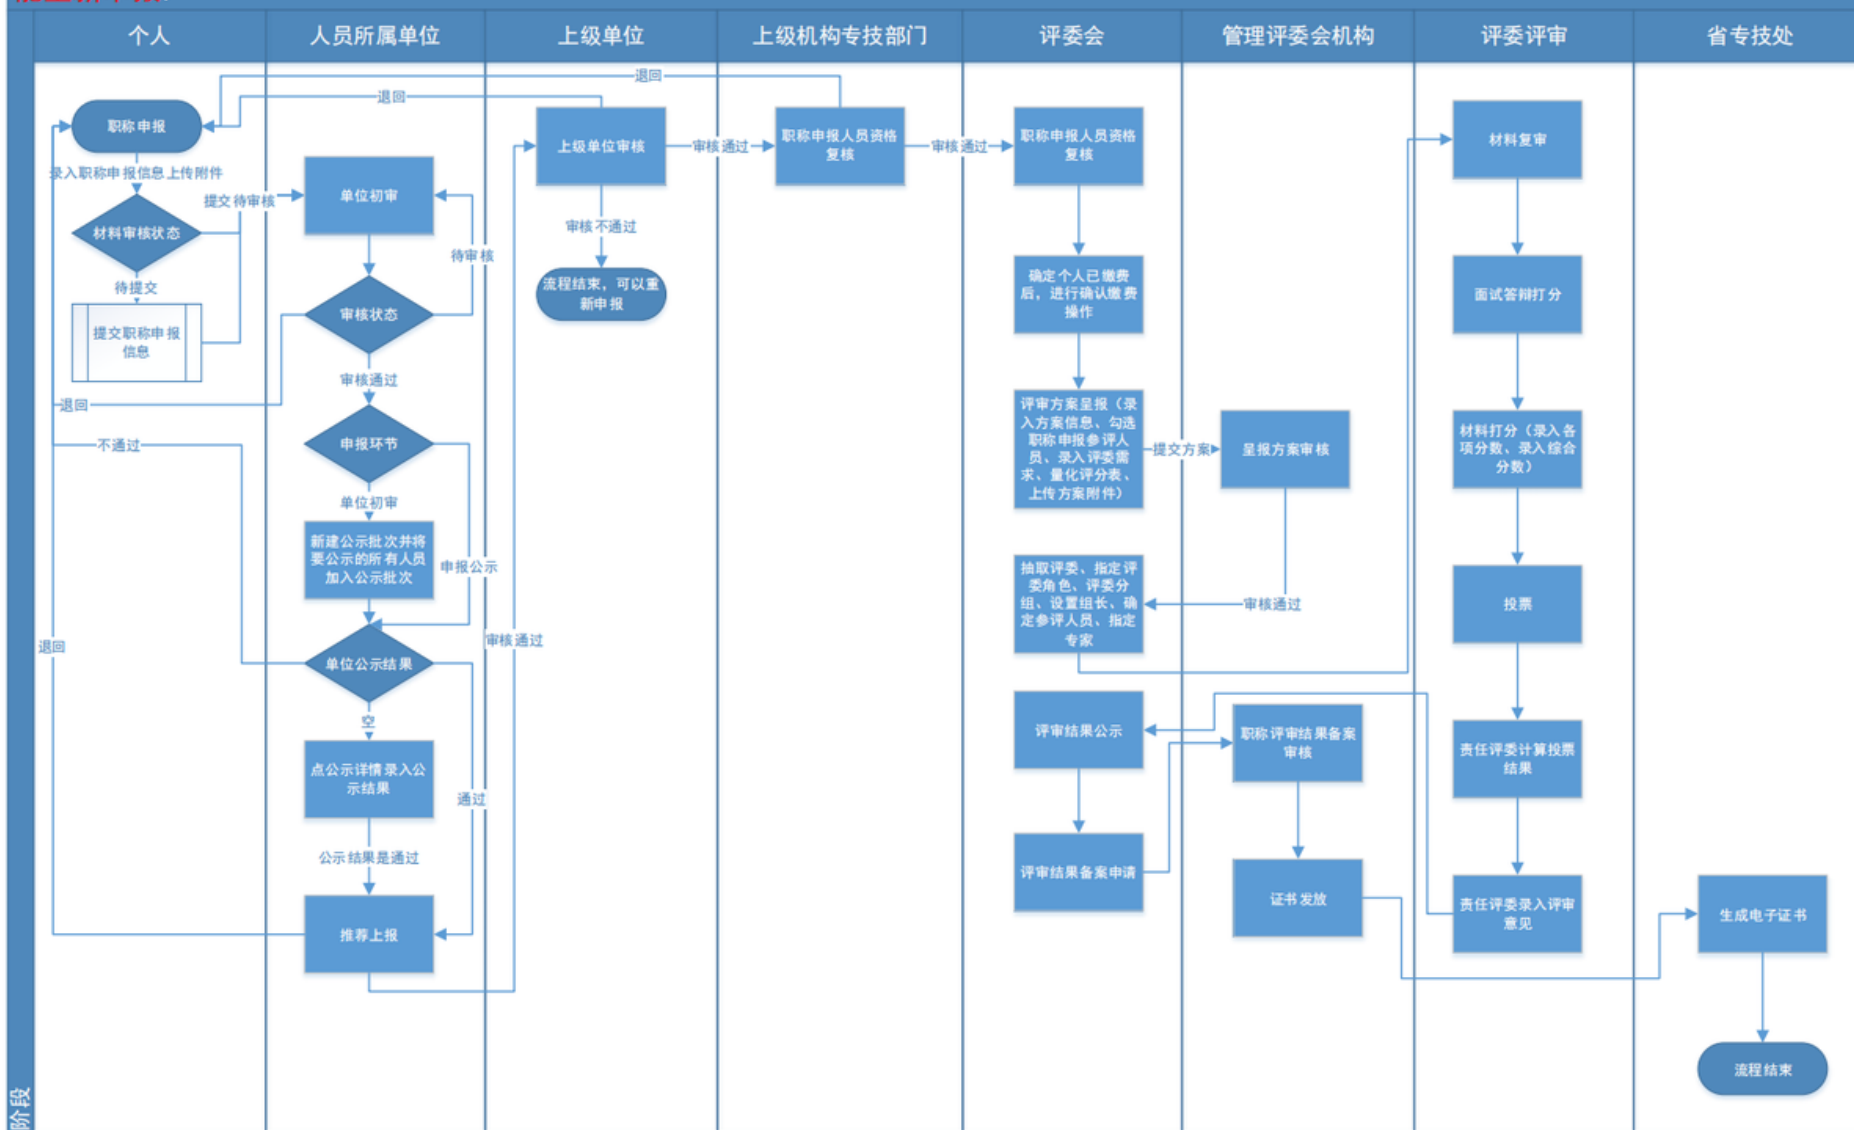 个人
人员所属单位
上级单位
上级机构专技部门
评委会
管理评委会机构
评委评审
省专技处
阶段
职称申报
录入职称申报信息上传附件
材料审核状态
待提交
提交职称申报
信息
提交待审核
退回
不通过
退回
退回
退回
单位初审
待审核
审核状态
审核通过
申报环节
单位初审
新建公示批次并将
要公示的所有人员
加入公示批次
申报公示
单位公示结果
空
点公示详情录入公
示结果
通过
公示结果是通过
推荐上报
审核通过
上级单位审核
审核通过
审核不通过
流程结束，可以重
新申报
职称申报人员资格
复核
审核通过
职称申报人员资格
复核
确定个人已缴费
后，进行确认缴费
操作
评审方案呈报（录
入方案信息、勾选
职称申报参评人
员、录入评委需
求、量化评分表、
上传方案附件）
提交方案
呈报方案审核
审核通过
抽取评委、指定评
委角色、评委分
组、设置组长、确
定参评人员、指定
专家
评审结果公示
评审结果备案申请
职称评审结果备案
审核
证书发放
材料复审
面试答辩打分
材料打分（录入各
项分数、录入综合
分数）
投票
责任评委计算投票
结果
责任评委录入评审
意见
生成电子证书
流程结束